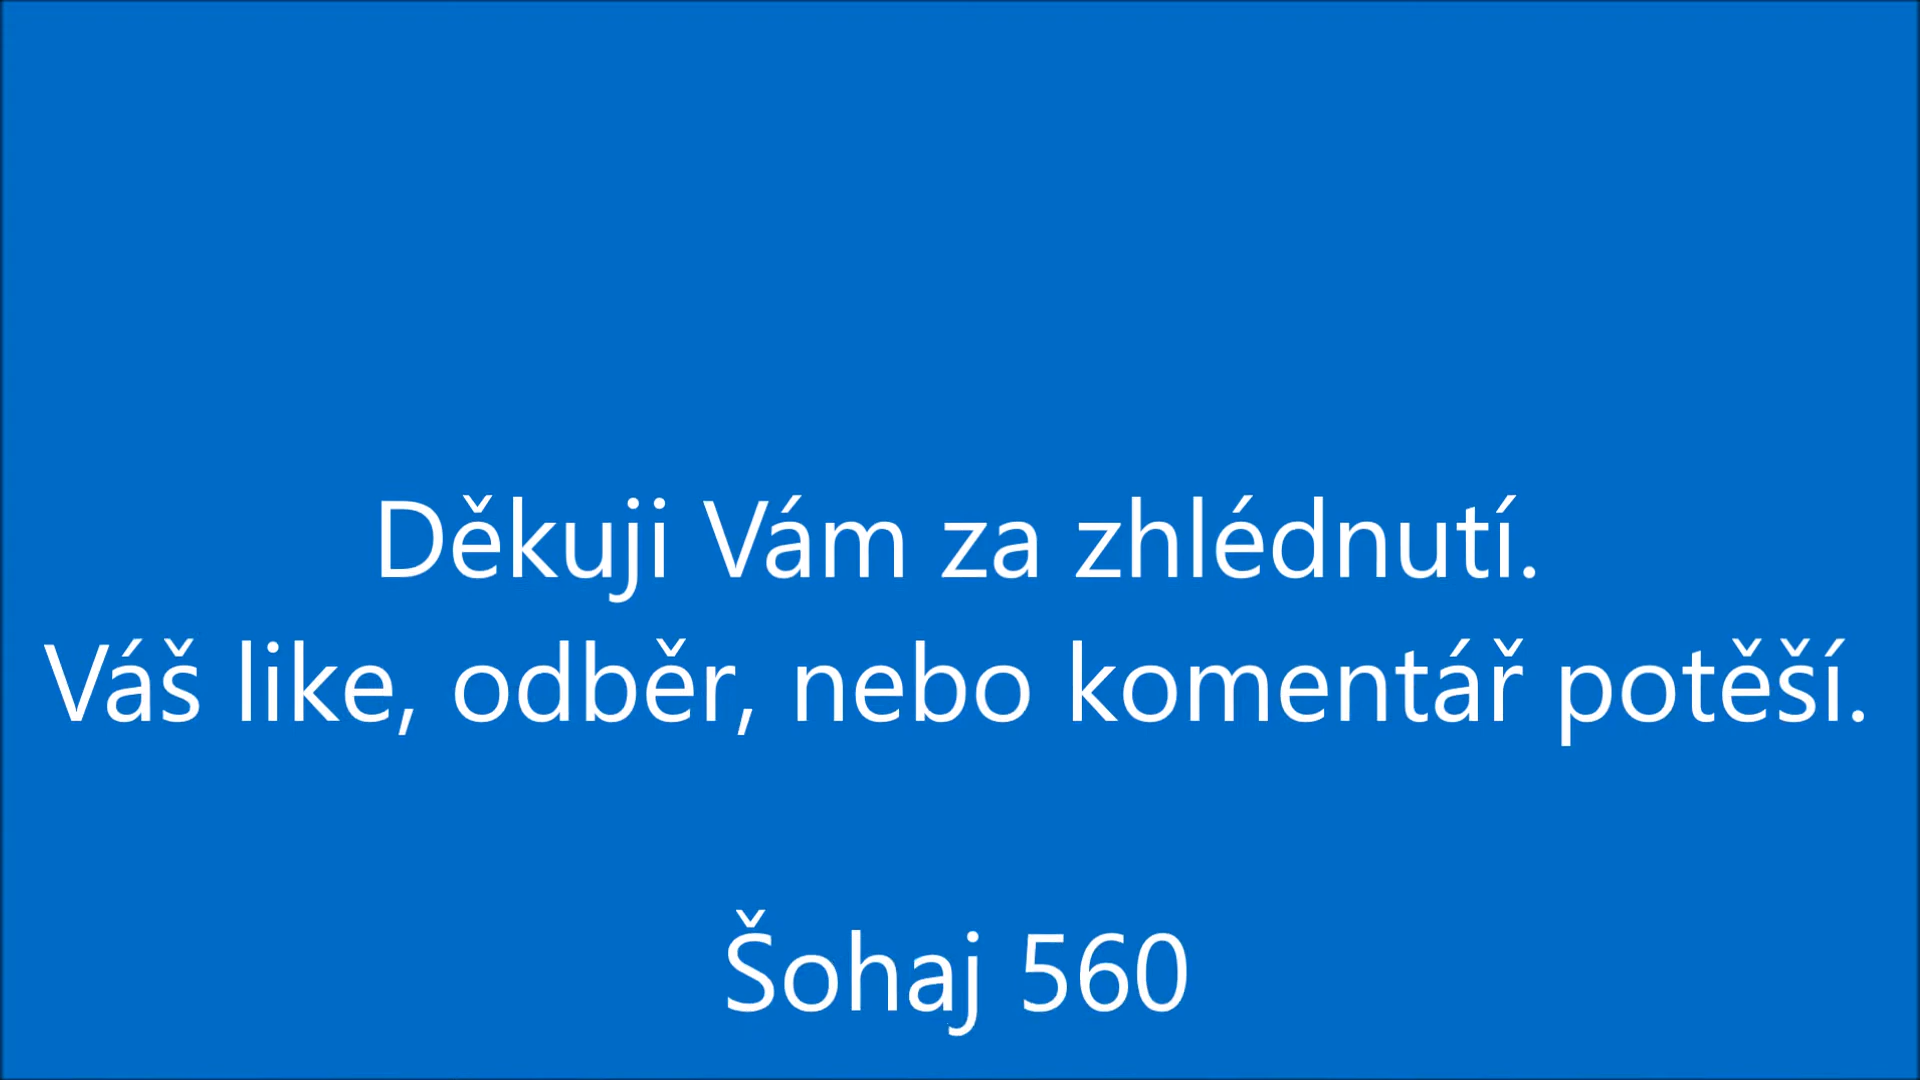 Děkuji Vám za zhlédnutí.
Váš like, odběr, nebo komentář potěší.
Šohaj 560